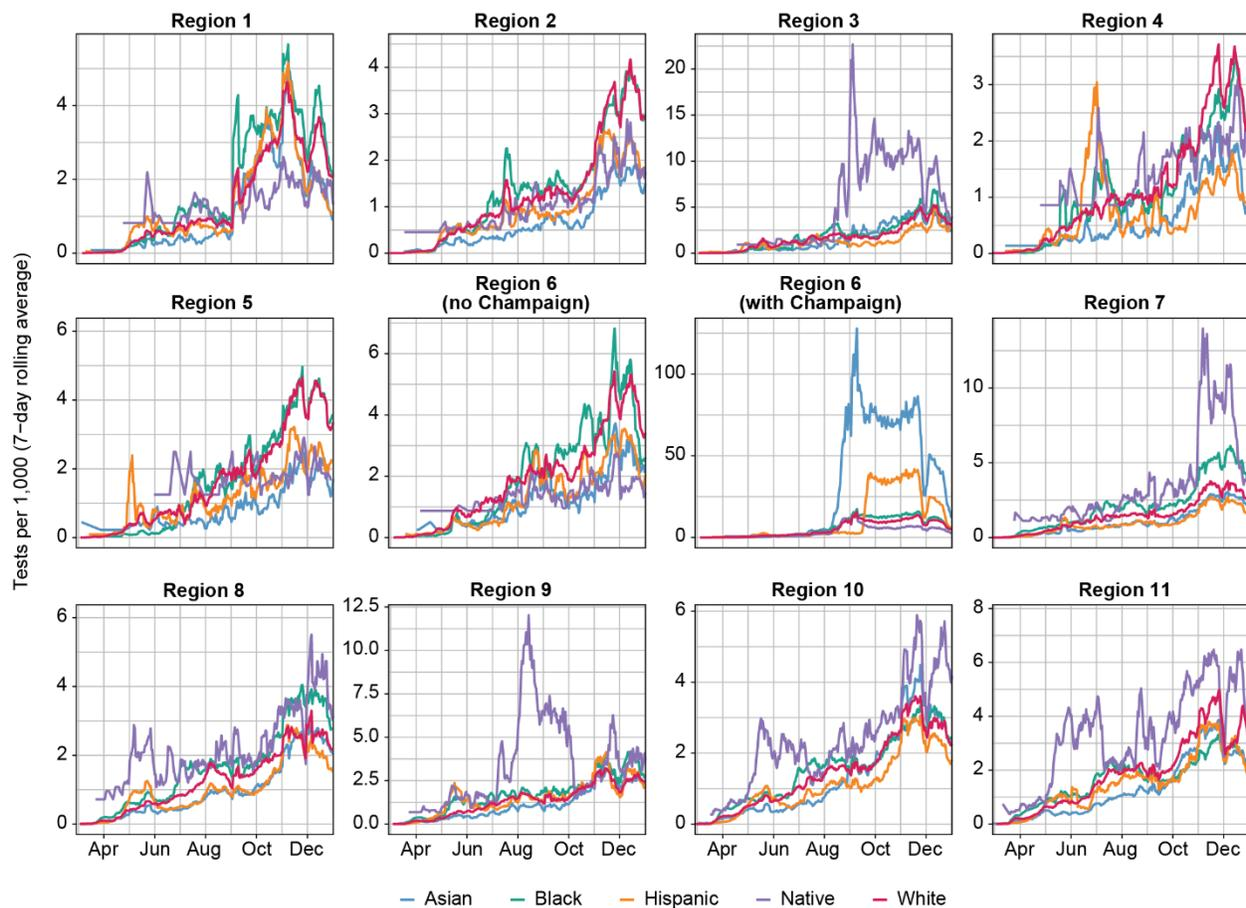 Region 1
Region 2
Region 3
Region 4
4
2
0
4
3
2
1
0
20
15
10
5
0
3
2
1
0
Tests per 1,000 (7−day rolling average)
Region 5
Region 6
(no Champaign)
Region 6
(with Champaign)
Region 7
6
4
2
0
6
4
2
0
100
50
0
10
5
0
Region 8
Region 9
Region 10
Region 11
6
4
2
0
12.5
10.0
7.5
5.0
2.5
0.0
6
4
2
0
8
6
4
2
0
Apr Jun Aug Oct Dec
Apr Jun Aug Oct Dec
Apr Jun Aug Oct Dec
Apr Jun Aug Oct Dec
Asian Black Hispanic Native White